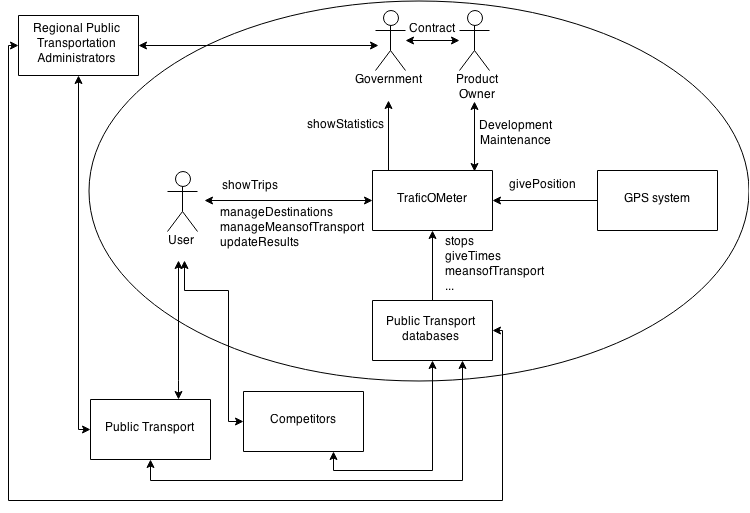 Regional Public
Transportation
Administrators
Contract
Government
Product
Owner
showStatistics
Development
Maintenance
showTrips
TraficOMeter
givePosition
GPS system
manageDestinations
manageMeansofTransport
updateResults
User
stops
giveTimes
meansofTransport
...
Public Transport
databases
Public Transport
Competitors